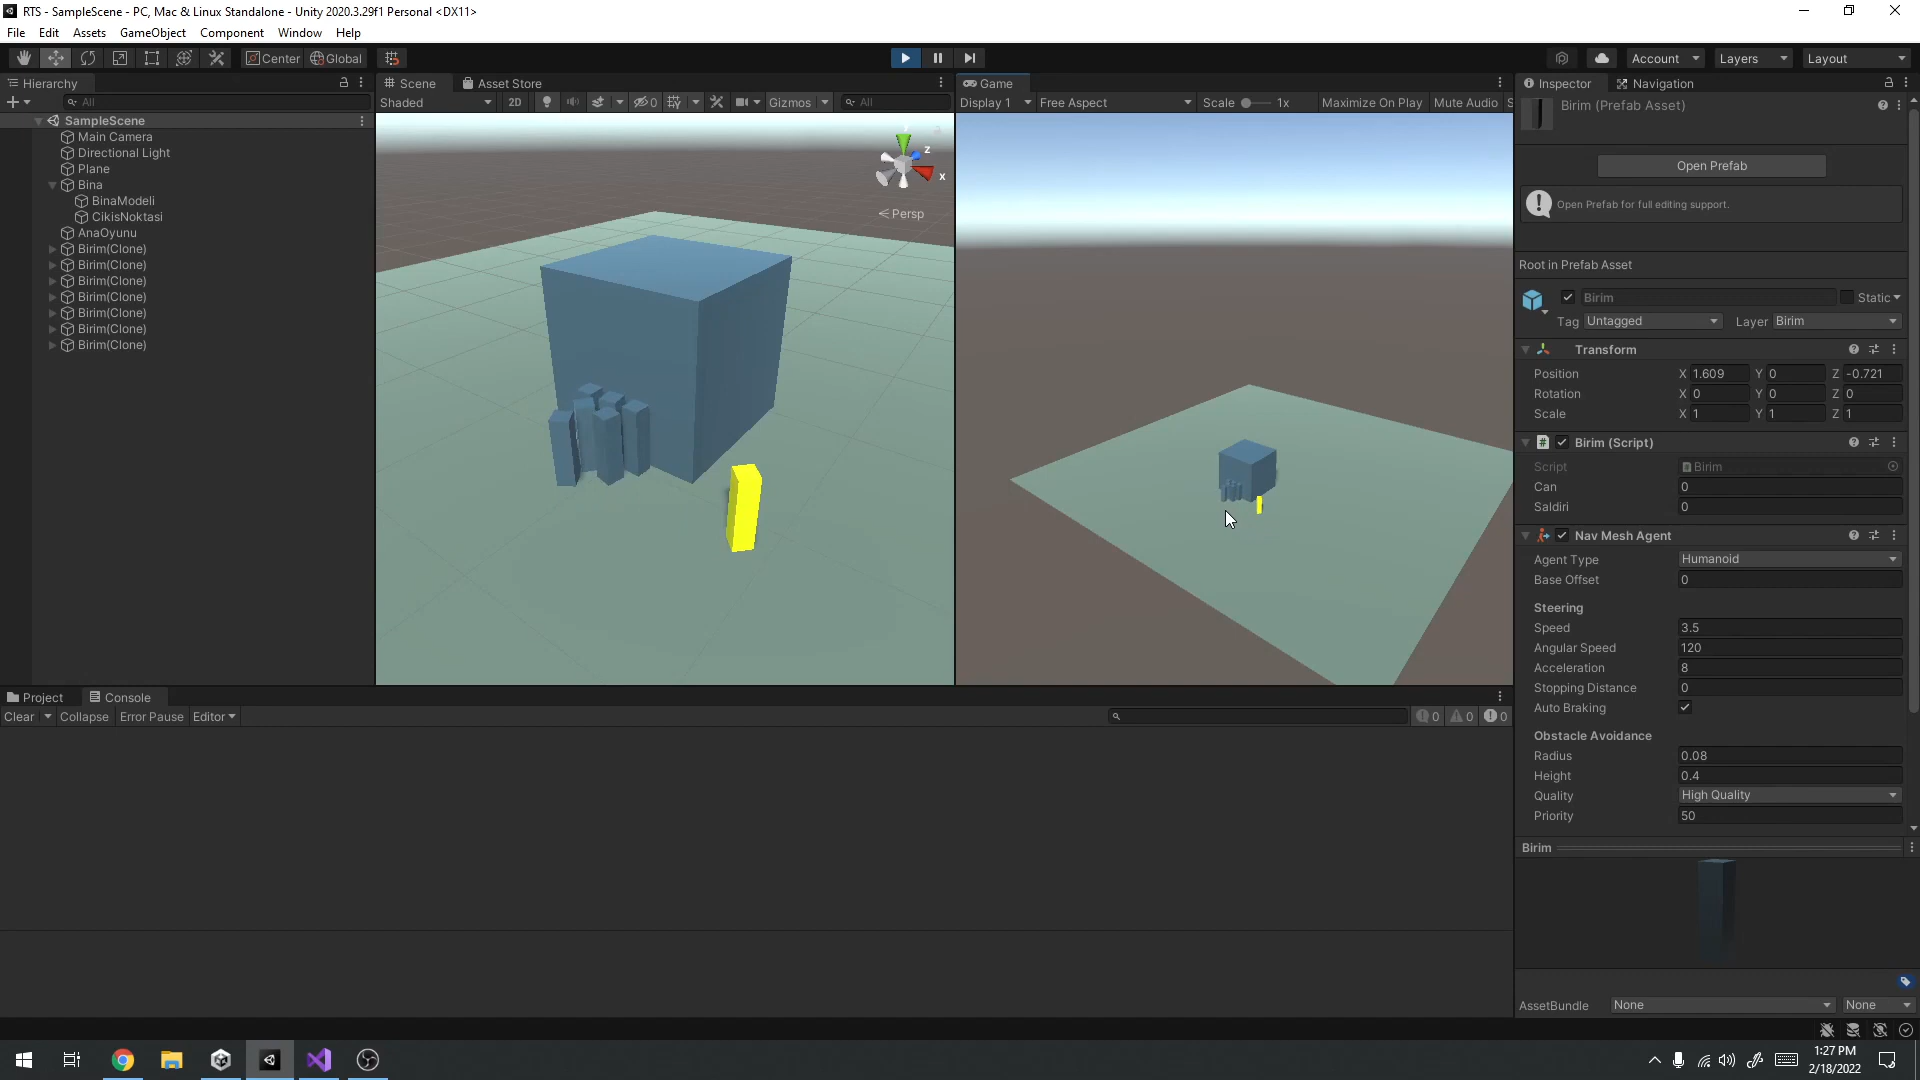 RTS - SampleScene - PC, Mac & Linux Standalone - Unity 2020.3.29f1 Personal <DX11>
File Edit Assets GameObject Component Window Help
Center Global Account Layers Layout
Hierarchy
All
SampleScene
Main Camera
Directional Light
Plane
Bina
BinaModeli
CikisNoktasi
AnaOyunu
Birim(Clone)
Birim(Clone)
Birim(Clone)
Birim(Clone)
Birim(Clone)
Birim(Clone)
Birim(Clone)
Scene Asset Store
Shaded 2D 0 Gizmos All
y
z
x
Persp
Game
Display 1 Free Aspect Scale 1x Maximize On Play Mute Audio S
Project Console
Clear Collapse Error Pause Editor 0 0 0
Inspector Navigation
Birim (Prefab Asset)
Open Prefab
Open Prefab for full editing support.
Root in Prefab Asset
Birim Static
Tag Untagged Layer Birim
Transform
Position X 1.609 Y 0 Z -0.721
Rotation X 0 Y 0 Z 0
Scale X 1 Y 1 Z 1
# Birim (Script)
Script Birim
Can 0
Saldiri 0
Nav Mesh Agent
Agent Type Humanoid
Base Offset 0
Steering
Speed 3.5
Angular Speed 120
Acceleration 8
Stopping Distance 0
Auto Braking
Obstacle Avoidance
Radius 0.08
Height 0.4
Quality High Quality
Priority 50
Birim
AssetBundle None None
1:27 PM
2/18/2022